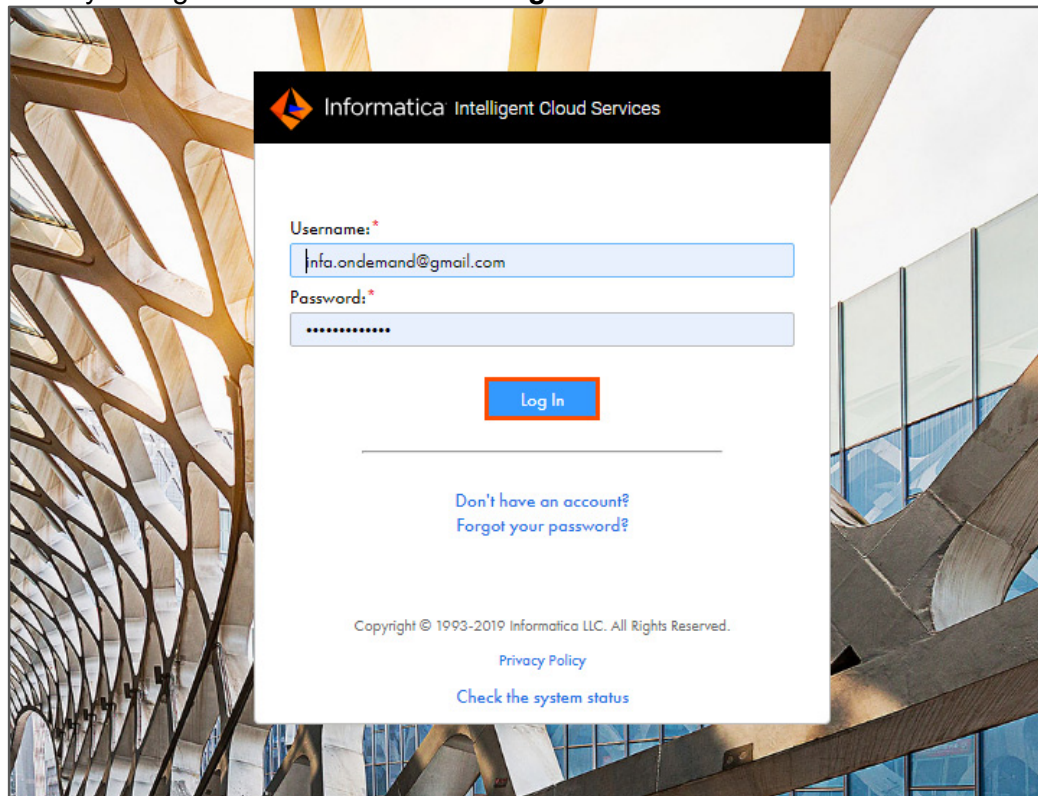 Informatica Intelligent Cloud Services
Username:*
infa.ondemand@gmail.com
Password:*
•••••••••••••
Log In
Don't have an account?
Forgot your password?
Copyright © 1993-2019 Informatica LLC. All Rights Reserved.
Privacy Policy
Check the system status